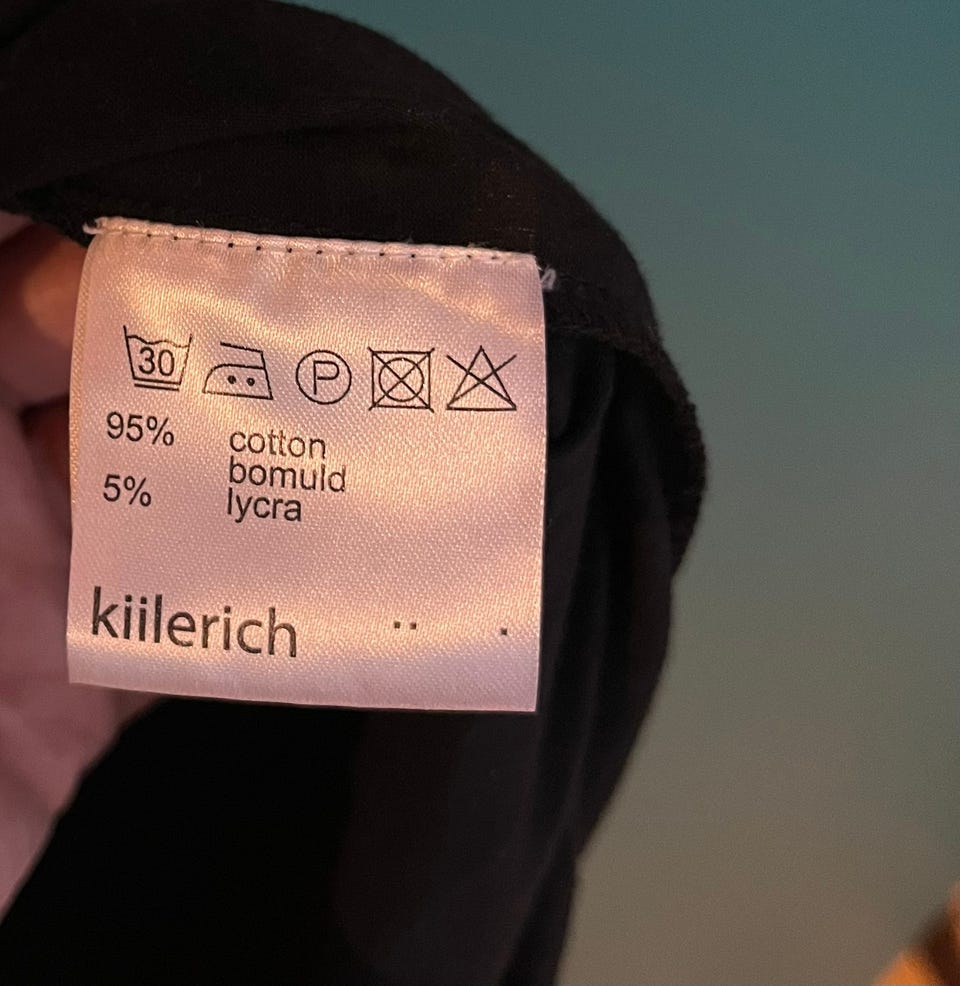 30 P
95% cotton
bomuld
5% lycra
kiilerich